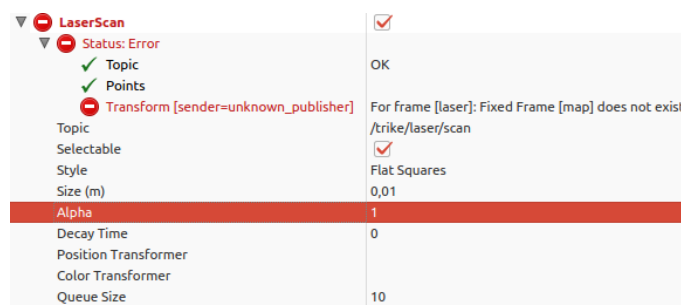 LaserScan
Status: Error
Topic OK
Points
Transform [sender=unknown_publisher] For frame [laser]: Fixed Frame [map] does not exist
Topic /trike/laser/scan
Selectable
Style Flat Squares
Size (m) 0,01
Alpha 1
Decay Time 0
Position Transformer
Color Transformer
Queue Size 10